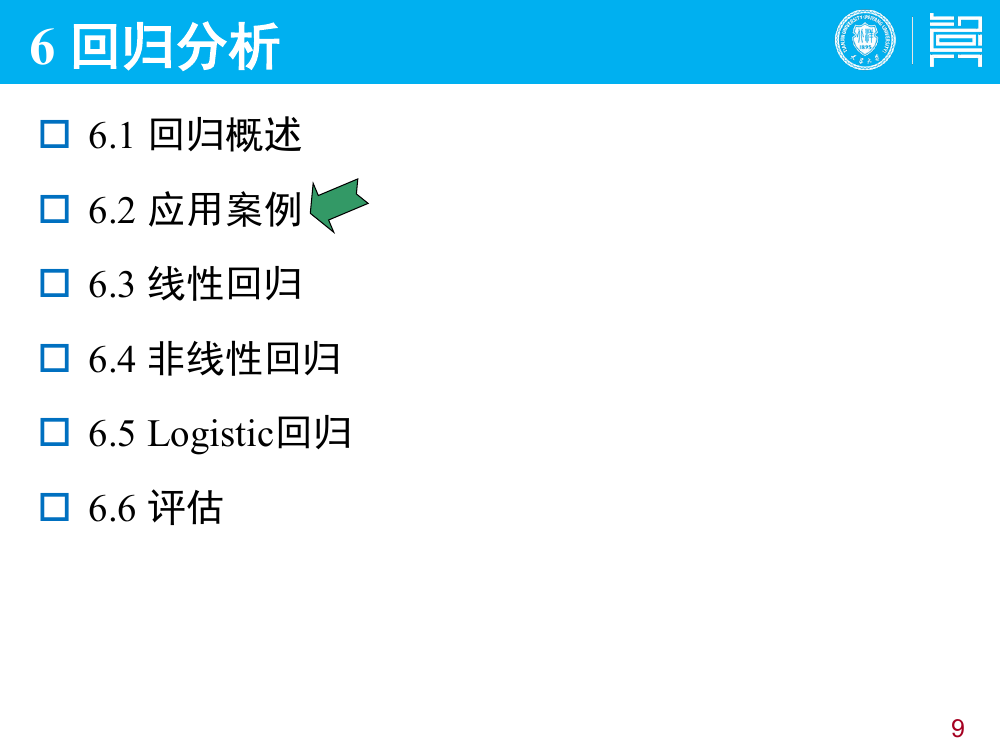 6 回归分析
6.1 回归概述
6.2 应用案例
6.3 线性回归
6.4 非线性回归
6.5 Logistic回归
6.6 评估
9